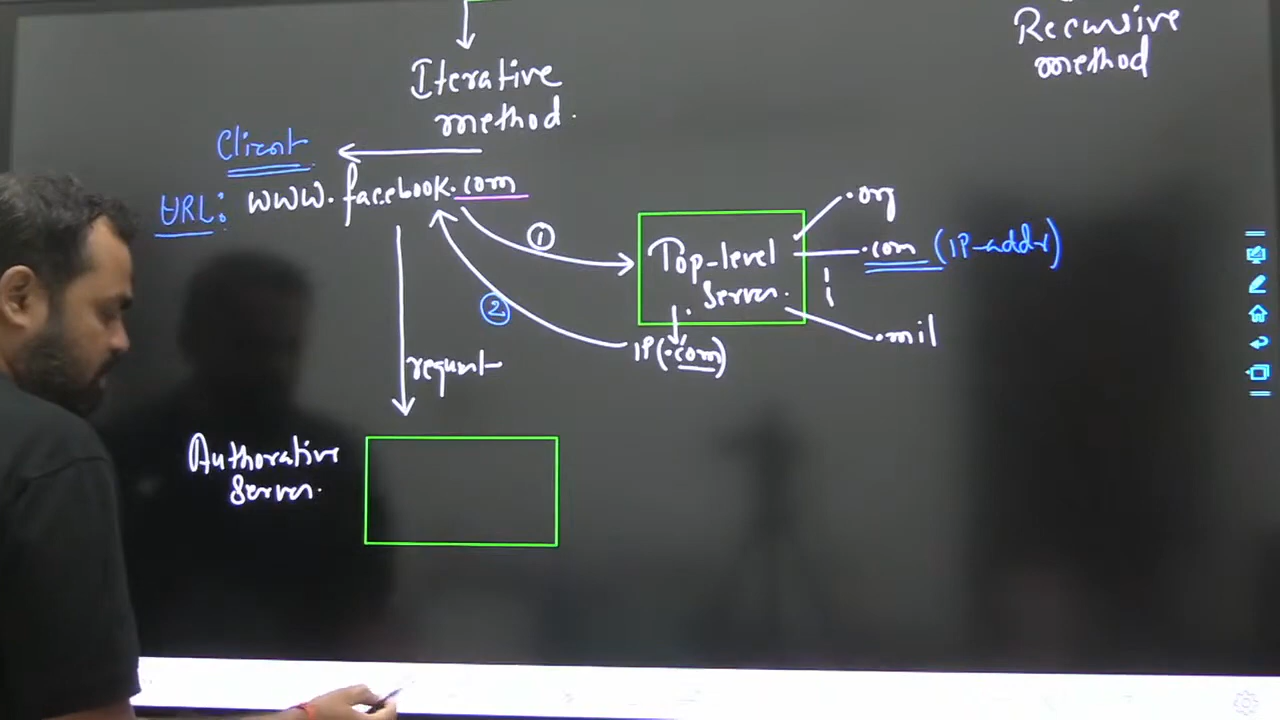 Iterative
method.
Recursive
method
Client
URL: www.facebook.com
①
②
Top-level
Server.
.org
.com (IP-addr)
.mil
IP(.com)
request
Authorative
Server.